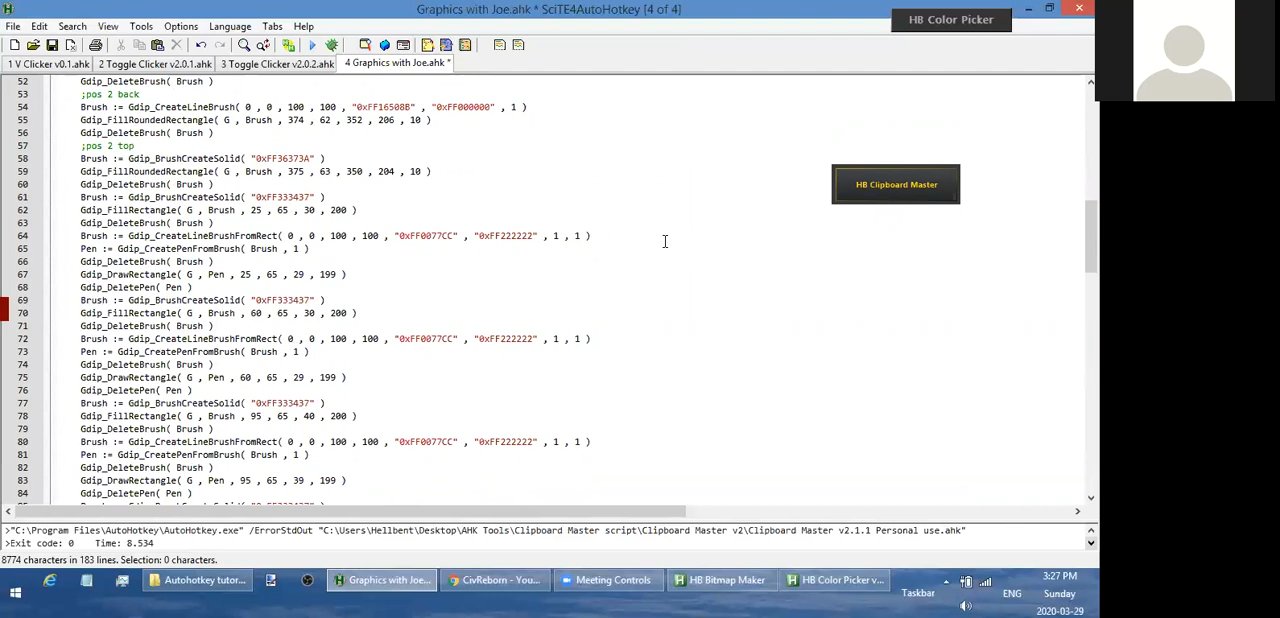 Graphics with Joe.ahk * SciTE4AutoHotkey [4 of 4]
HB Color Picker
File Edit Search View Tools Options Language Tabs Help
1 V Clicker v0.1.ahk 2 Toggle Clicker v2.0.1.ahk 3 Toggle Clicker v2.0.2.ahk 4 Graphics with Joe.ahk *
52 Gdip_DeleteBrush( Brush )
53 ;pos 2 back
54 Brush := Gdip_CreateLineBrush( 0 , 0 , 100 , 100 , "0xFF16508B" , "0xFF000000" , 1 )
55 Gdip_FillRoundedRectangle( G , Brush , 374 , 62 , 352 , 206 , 10 )
56 Gdip_DeleteBrush( Brush )
57 ;pos 2 top
58 Brush := Gdip_BrushCreateSolid( "0xFF36373A" )
59 Gdip_FillRoundedRectangle( G , Brush , 375 , 63 , 350 , 204 , 10 )
60 Gdip_DeleteBrush( Brush )
61 Brush := Gdip_BrushCreateSolid( "0xFF333437" )
62 Gdip_FillRectangle( G , Brush , 25 , 65 , 30 , 200 )
63 Gdip_DeleteBrush( Brush )
64 Brush := Gdip_CreateLineBrushFromRect( 0 , 0 , 100 , 100 , "0xFF0077CC" , "0xFF222222" , 1 , 1 )
65 Pen := Gdip_CreatePenFromBrush( Brush , 1 )
66 Gdip_DeleteBrush( Brush )
67 Gdip_DrawRectangle( G , Pen , 25 , 65 , 29 , 199 )
68 Gdip_DeletePen( Pen )
69 Brush := Gdip_BrushCreateSolid( "0xFF333437" )
70 Gdip_FillRectangle( G , Brush , 60 , 65 , 30 , 200 )
71 Gdip_DeleteBrush( Brush )
72 Brush := Gdip_CreateLineBrushFromRect( 0 , 0 , 100 , 100 , "0xFF0077CC" , "0xFF222222" , 1 , 1 )
73 Pen := Gdip_CreatePenFromBrush( Brush , 1 )
74 Gdip_DeleteBrush( Brush )
75 Gdip_DrawRectangle( G , Pen , 60 , 65 , 29 , 199 )
76 Gdip_DeletePen( Pen )
77 Brush := Gdip_BrushCreateSolid( "0xFF333437" )
78 Gdip_FillRectangle( G , Brush , 95 , 65 , 40 , 200 )
79 Gdip_DeleteBrush( Brush )
80 Brush := Gdip_CreateLineBrushFromRect( 0 , 0 , 100 , 100 , "0xFF0077CC" , "0xFF222222" , 1 , 1 )
81 Pen := Gdip_CreatePenFromBrush( Brush , 1 )
82 Gdip_DeleteBrush( Brush )
83 Gdip_DrawRectangle( G , Pen , 95 , 65 , 39 , 199 )
84 Gdip_DeletePen( Pen )
HB Clipboard Master
>"C:\Program Files\AutoHotkey\AutoHotkey.exe" /ErrorStdOut "C:\Users\Hellbent\Desktop\AHK Tools\Clipboard Master script\Clipboard Master v2\Clipboard Master v2.1.1 Personal use.ahk"
>Exit code: 0 Time: 8.534
8774 characters in 183 lines. Selection: 0 characters.
Autohotkey tutor... Graphics with Joe... CivReborn - You... Meeting Controls HB Bitmap Maker HB Color Picker v...
Taskbar
ENG
3:27 PM
Sunday
2020-03-29